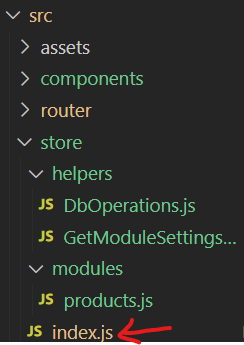 src
assets
components
router
store
helpers
JS DbOperations.js
JS GetModuleSettings...
modules
JS products.js
JS index.js